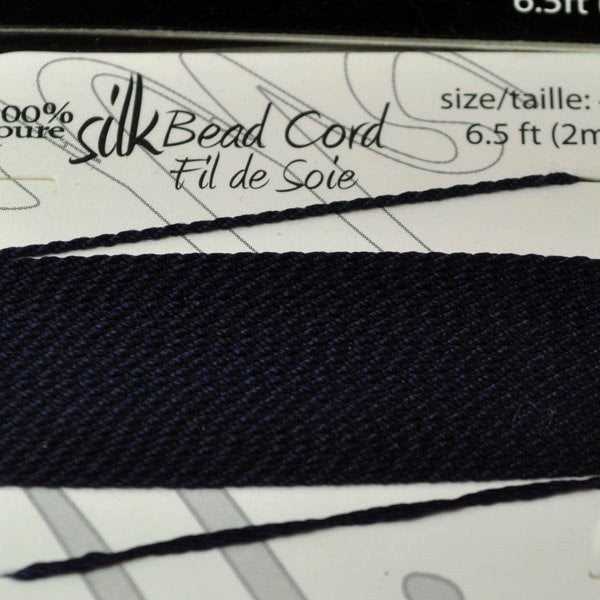 6.5ft
100% pure silk Bead Cord
Fil de Soie
size/taille:
6.5 ft (2m